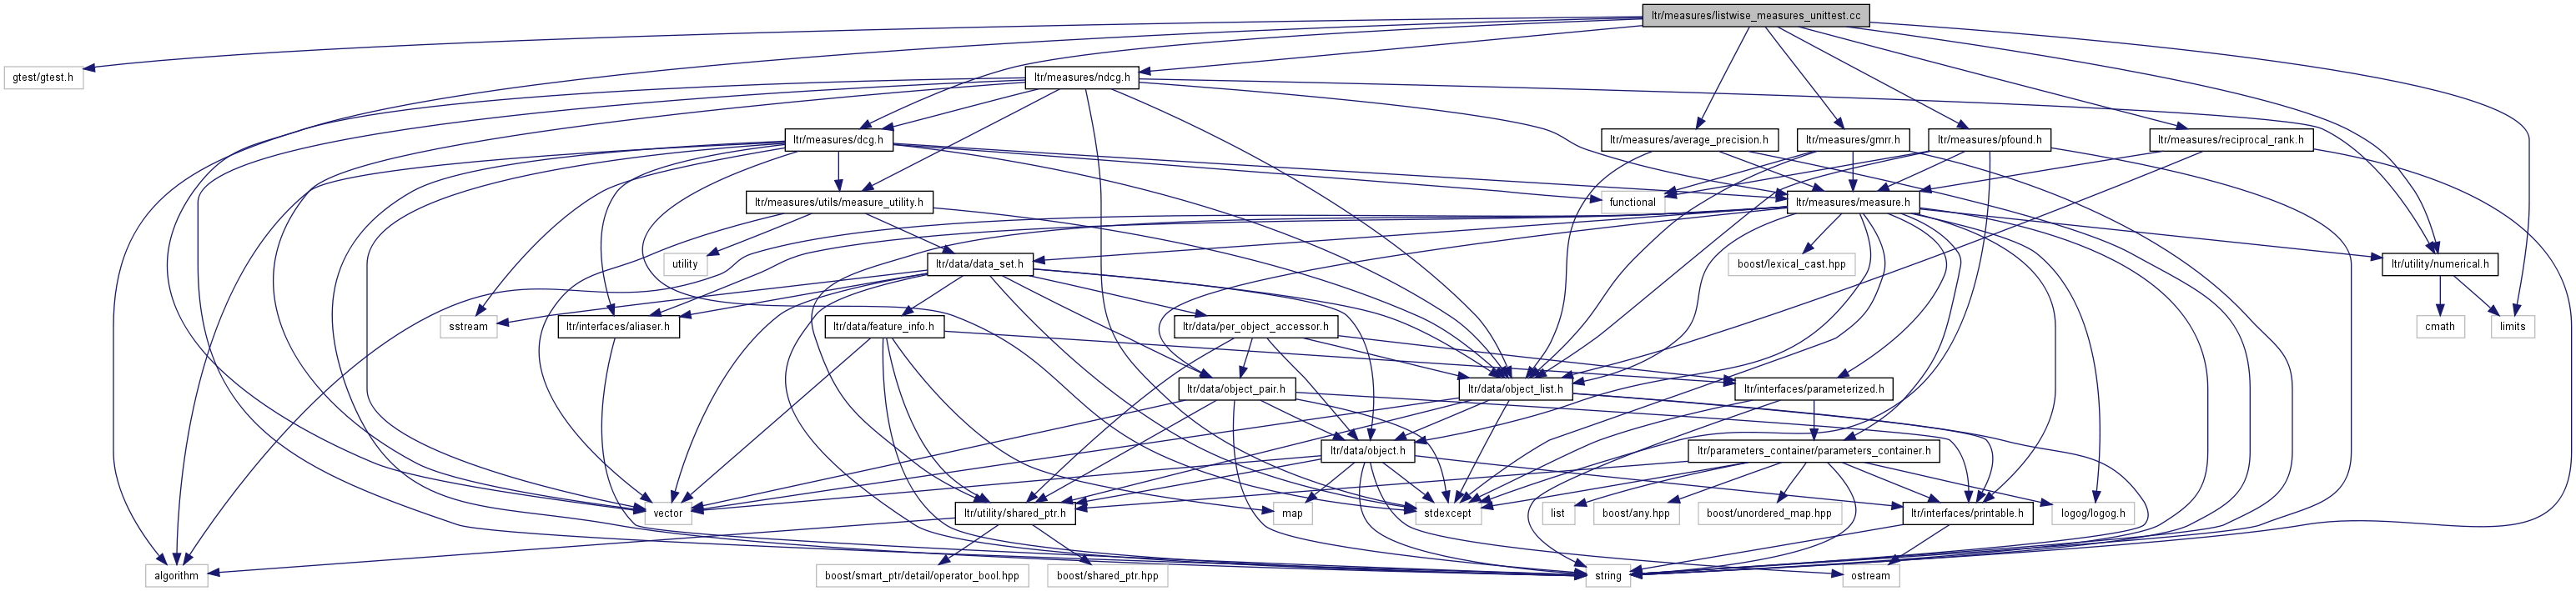 ltr/measures/listwise_measures_unittest.cc
gtest/gtest.h
ltr/measures/ndcg.h
ltr/measures/dcg.h
ltr/measures/average_precision.h
ltr/measures/gmrr.h
ltr/measures/pfound.h
ltr/measures/reciprocal_rank.h
ltr/measures/utils/measure_utility.h
functional
ltr/measures/measure.h
utility
ltr/data/data_set.h
boost/lexical_cast.hpp
ltr/utility/numerical.h
sstream
ltr/interfaces/aliaser.h
ltr/data/feature_info.h
ltr/data/per_object_accessor.h
cmath
limits
ltr/data/object_pair.h
ltr/data/object_list.h
ltr/interfaces/parameterized.h
ltr/data/object.h
ltr/parameters_container/parameters_container.h
vector
ltr/utility/shared_ptr.h
map
stdexcept
list
boost/any.hpp
boost/unordered_map.hpp
ltr/interfaces/printable.h
logog/logog.h
algorithm
boost/smart_ptr/detail/operator_bool.hpp
boost/shared_ptr.hpp
string
ostream